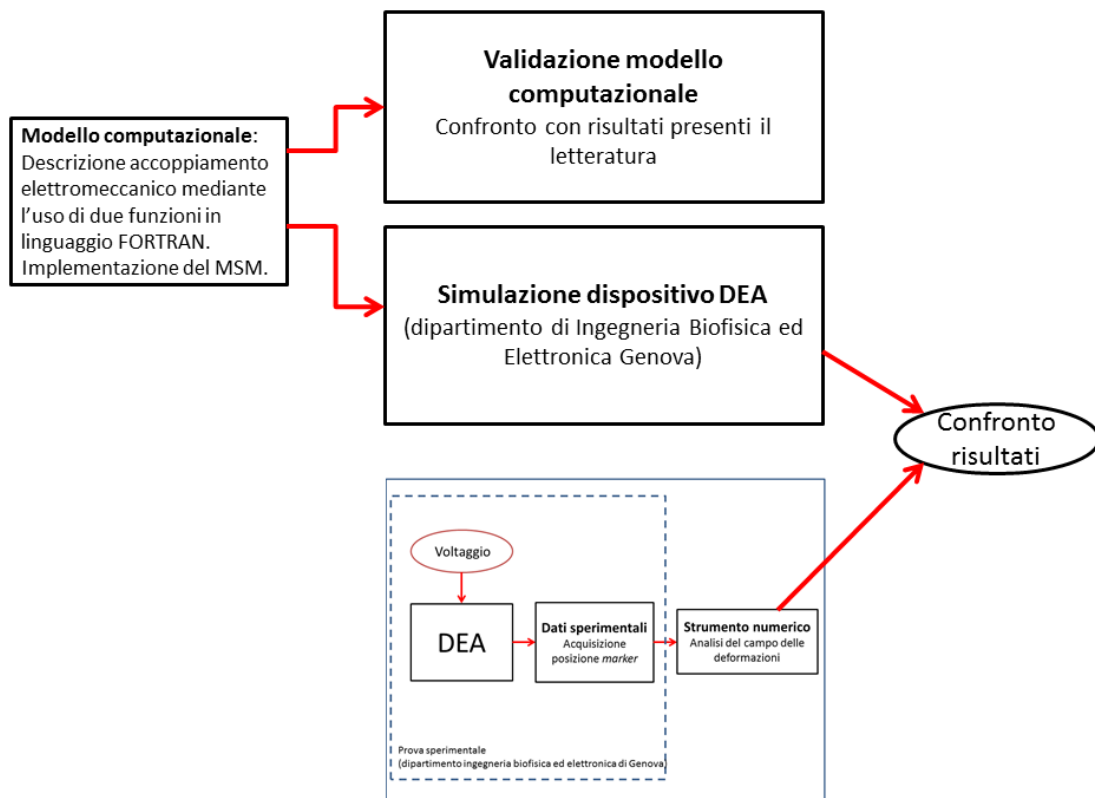 Validazione modello
computazionale
Confronto con risultati presenti il
letteratura
Modello computazionale:
Descrizione accoppiamento
elettromeccanico mediante
l’uso di due funzioni in
linguaggio FORTRAN.
Implementazione del MSM.
Simulazione dispositivo DEA
(dipartimento di Ingegneria Biofisica ed
Elettronica Genova)
Confronto
risultati
Voltaggio
DEA
Dati sperimentali
Acquisizione
posizione marker
Strumento numerico
Analisi del campo delle
deformazioni
Prova sperimentale
(dipartimento ingegneria biofisica ed elettronica di Genova)